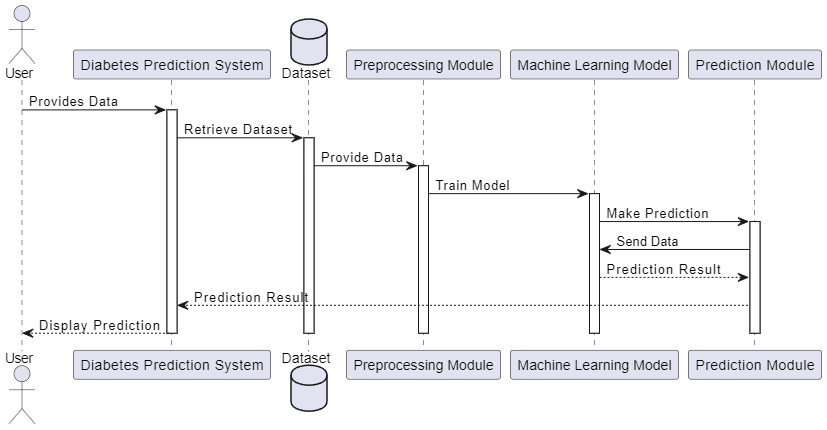 User
Diabetes Prediction System
Dataset
Preprocessing Module
Machine Learning Model
Prediction Module
Provides Data
Retrieve Dataset
Provide Data
Train Model
Make Prediction
Send Data
Prediction Result
Prediction Result
Display Prediction
User
Diabetes Prediction System
Dataset
Preprocessing Module
Machine Learning Model
Prediction Module